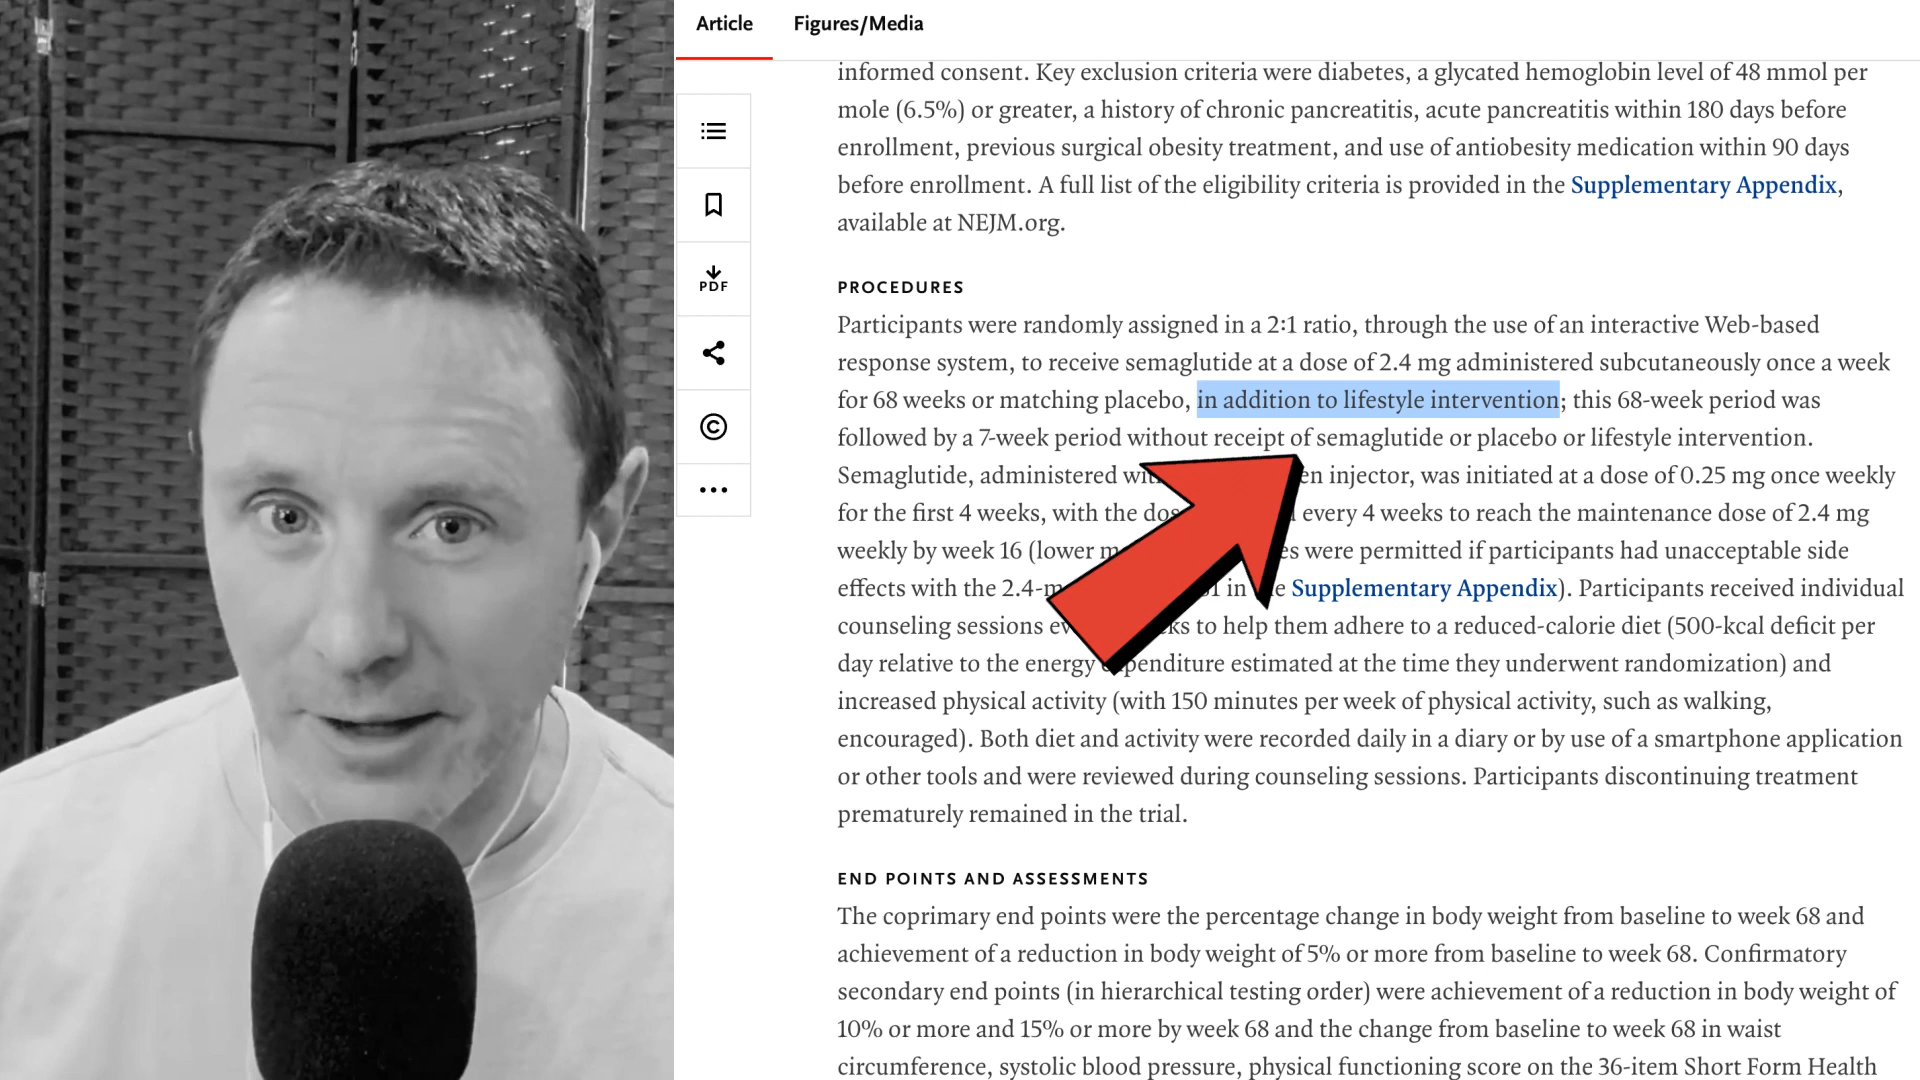 Article Figures/Media
informed consent. Key exclusion criteria were diabetes, a glycated hemoglobin level of 48 mmol per
mole (6.5%) or greater, a history of chronic pancreatitis, acute pancreatitis within 180 days before
enrollment, previous surgical obesity treatment, and use of antiobesity medication within 90 days
before enrollment. A full list of the eligibility criteria is provided in the Supplementary Appendix,
available at NEJM.org.
PDF
PROCEDURES
Participants were randomly assigned in a 2:1 ratio, through the use of an interactive Web-based
response system, to receive semaglutide at a dose of 2.4 mg administered subcutaneously once a week
for 68 weeks or matching placebo, in addition to lifestyle intervention; this 68-week period was
followed by a 7-week period without receipt of semaglutide or placebo or lifestyle intervention.
Semaglutide, administered injector, was initiated at a dose of 0.25 mg once weekly
for the first 4 weeks, with the every 4 weeks to reach the maintenance dose of 2.4 mg
weekly by week 16 (lower were permitted if participants had unacceptable side
effects with the in Supplementary Appendix). Participants received individual
counseling sessions to help them adhere to a reduced-calorie diet (500-kcal deficit per
day relative to the energy expenditure estimated at the time they underwent randomization) and
increased physical activity (with 150 minutes per week of physical activity, such as walking,
encouraged). Both diet and activity were recorded daily in a diary or by use of a smartphone application
or other tools and were reviewed during counseling sessions. Participants discontinuing treatment
prematurely remained in the trial.
END POINTS AND ASSESSMENTS
The coprimary end points were the percentage change in body weight from baseline to week 68 and
achievement of a reduction in body weight of 5% or more from baseline to week 68. Confirmatory
secondary end points (in hierarchical testing order) were achievement of a reduction in body weight of
10% or more and 15% or more by week 68 and the change from baseline to week 68 in waist
circumference, systolic blood pressure, physical functioning score on the 36-item Short Form Health